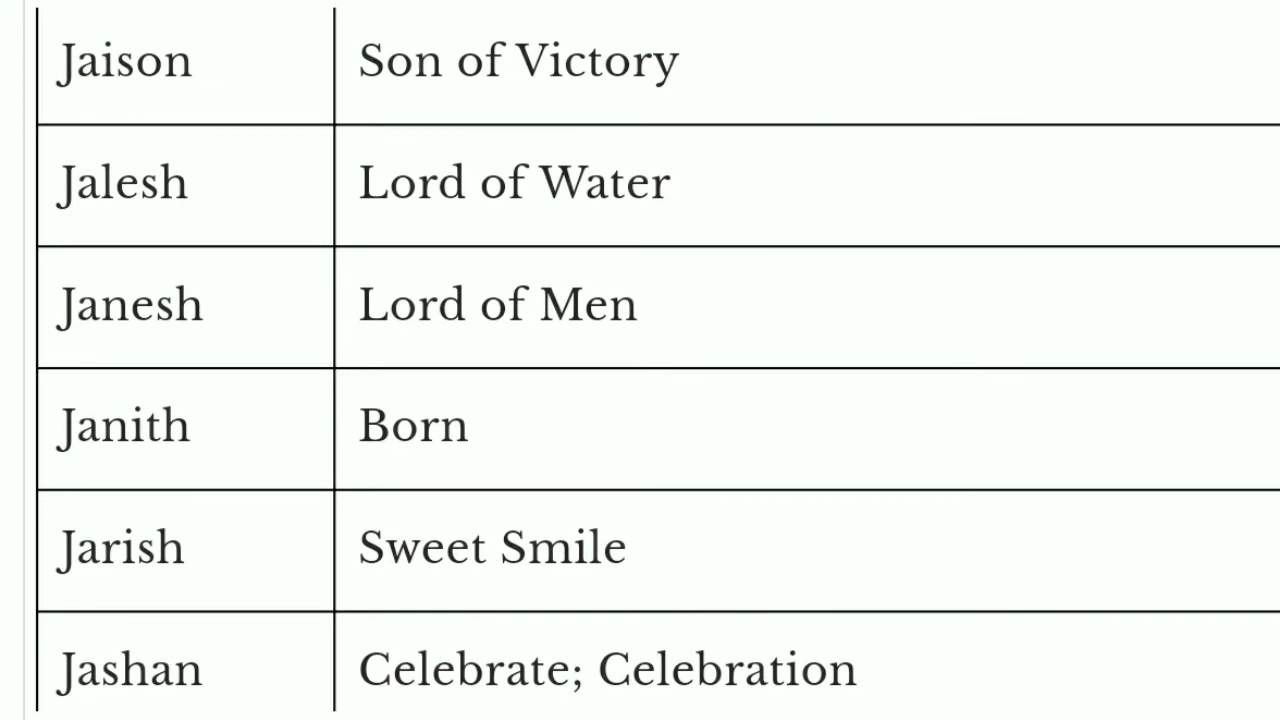 Jaison Son of Victory
Jalesh Lord of Water
Janesh Lord of Men
Janith Born
Jarish Sweet Smile
Jashan Celebrate; Celebration